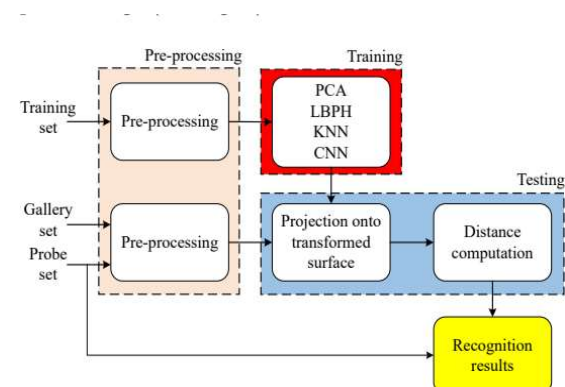 Pre-processing
Training
Training
set
Pre-processing
PCA
LBPH
KNN
CNN
Testing
Gallery
set
Probe
set
Pre-processing
Projection onto
transformed
surface
Distance
computation
Recognition
results